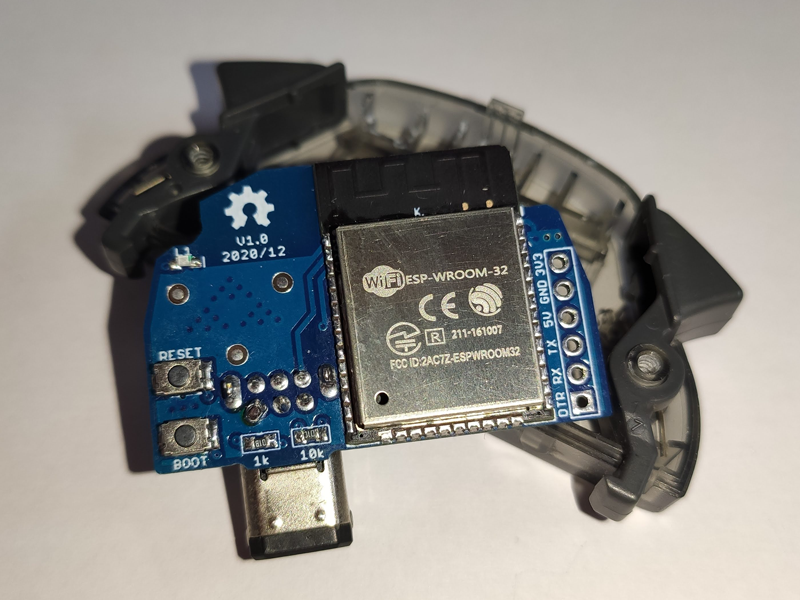 V1.0
2020/12
RESET
BOOT
1k
10k
K.
WiFi ESP-WROOM-32
CE
R 211-161007
FCC ID:2AC7Z-ESPWROOM32
3V3
GND
5V
TX
RX
DTR